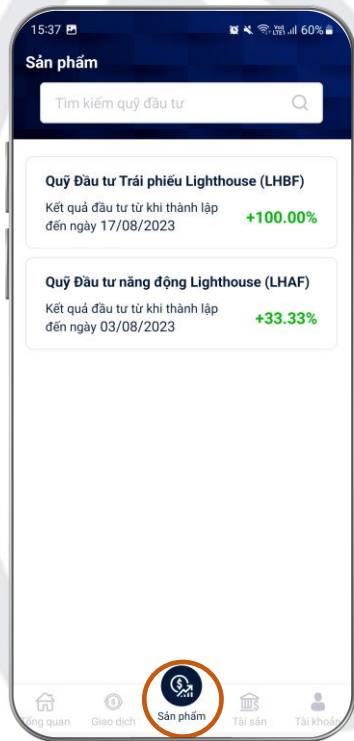 15:37
60%
Sản phẩm
Tìm kiếm quỹ đầu tư
Quỹ Đầu tư Trái phiếu Lighthouse (LHBF)
Kết quả đầu tư từ khi thành lập
đến ngày 17/08/2023
+100.00%
Quỹ Đầu tư năng động Lighthouse (LHAF)
Kết quả đầu tư từ khi thành lập
đến ngày 03/08/2023
+33.33%
Tổng quan
Giao dịch
Sản phẩm
Tài sản
Tài khoản